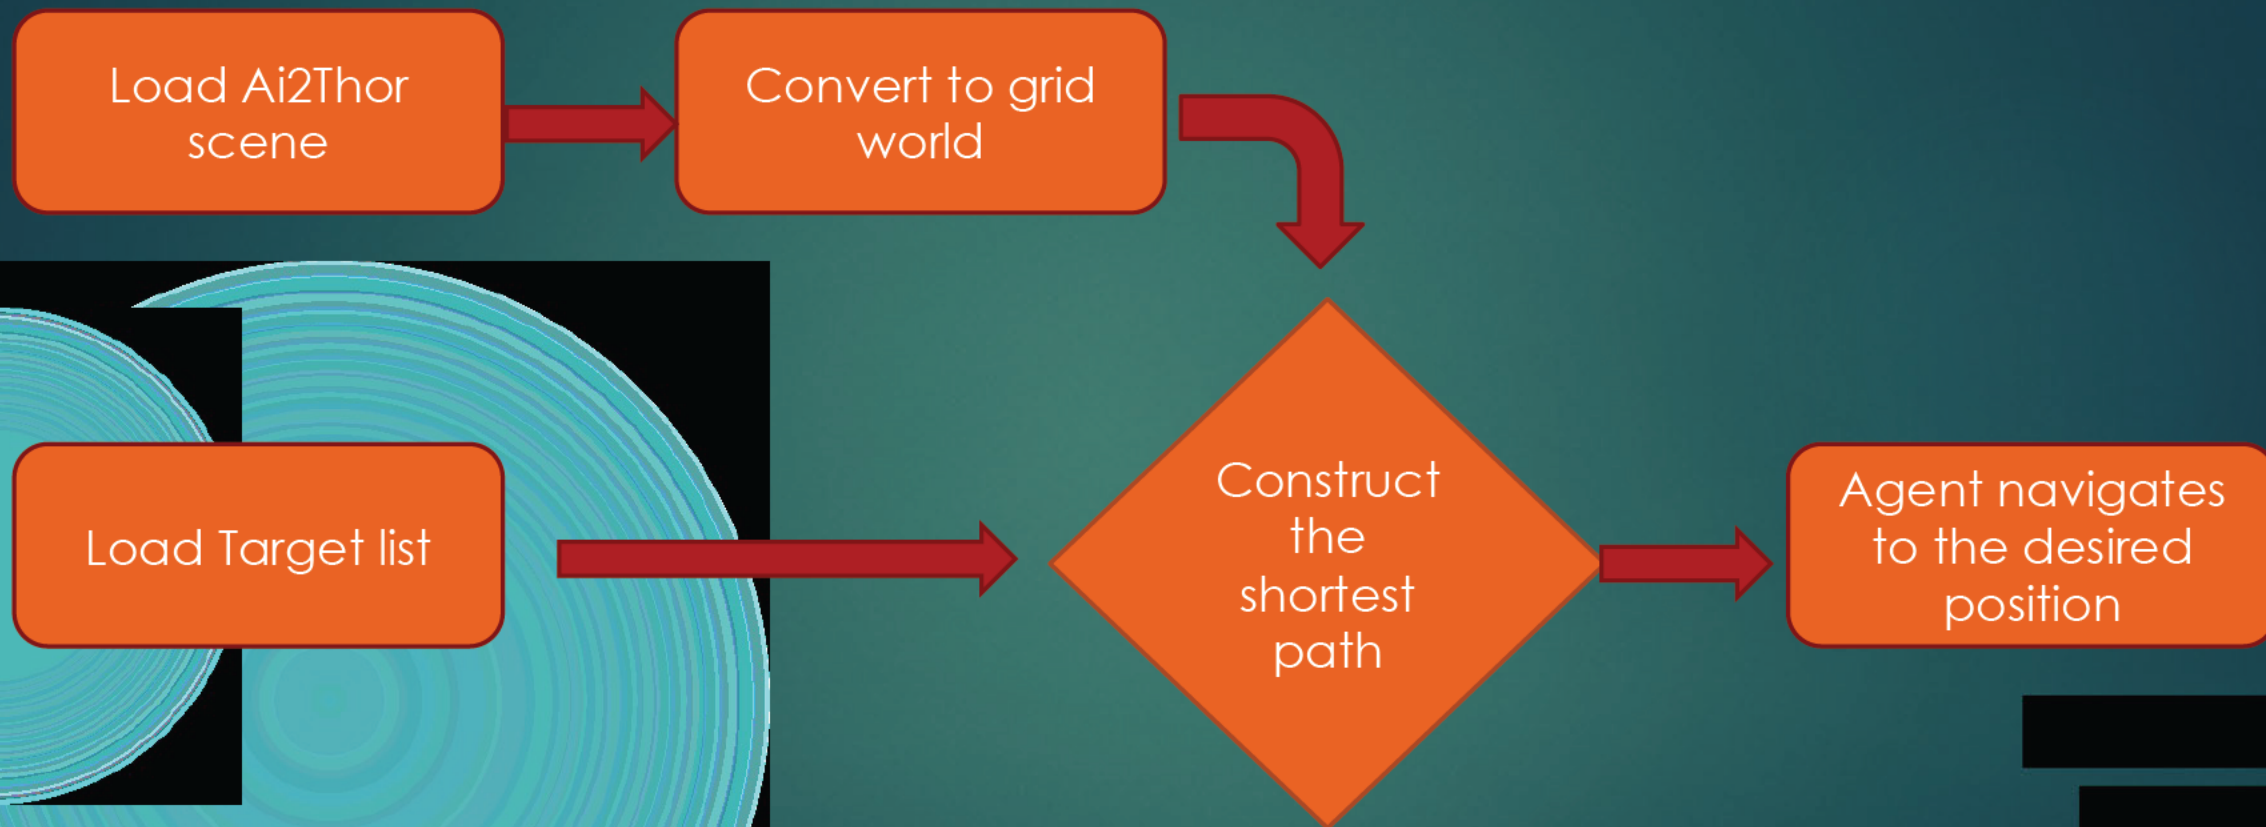 Load Ai2Thor
scene
Convert to grid
world
Load Target list
Construct
the
shortest
path
Agent navigates
to the desired
position